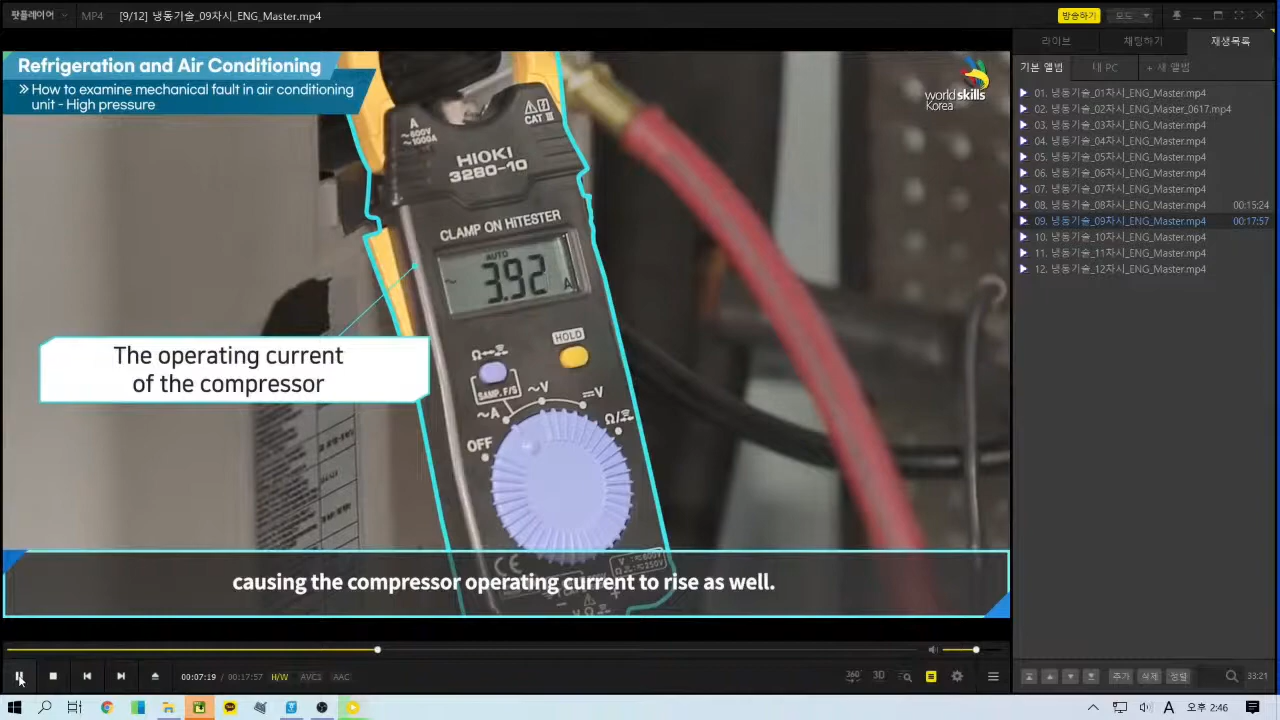 팟플레이어
MP4
[9/12] 냉동기술_09차시_ENG_Master.mp4
방송하기
모드
라이브
채팅하기
재생목록
기본 앨범
내 PC
+ 새 앨범
01. 냉동기술_01차시_ENG_Master.mp4
02. 냉동기술_02차시_ENG_Master_0617.mp4
03. 냉동기술_03차시_ENG_Master.mp4
04. 냉동기술_04차시_ENG_Master.mp4
05. 냉동기술_05차시_ENG_Master.mp4
06. 냉동기술_06차시_ENG_Master.mp4
07. 냉동기술_07차시_ENG_Master.mp4
08. 냉동기술_08차시_ENG_Master.mp4 00:15:24
09. 냉동기술_09차시_ENG_Master.mp4 00:17:57
10. 냉동기술_10차시_ENG_Master.mp4
11. 냉동기술_11차시_ENG_Master.mp4
12. 냉동기술_12차시_ENG_Master.mp4
Refrigeration and Air Conditioning
» How to examine mechanical fault in air conditioning
unit - High pressure
worldskills
Korea
CAT III
A
~600V
~1000A
HIOKI
3280-10
CLAMP ON HiTESTER
AUTO
~ 3.92 A
HOLD
SAMP. F/S
~A
~V
OFF
The operating current
of the compressor
causing the compressor operating current to rise as well.
00:07:19 / 00:17:57 H/W AVC1 AAC
360°
3D
추가
삭제
정렬
33:21
A
오후 2:46